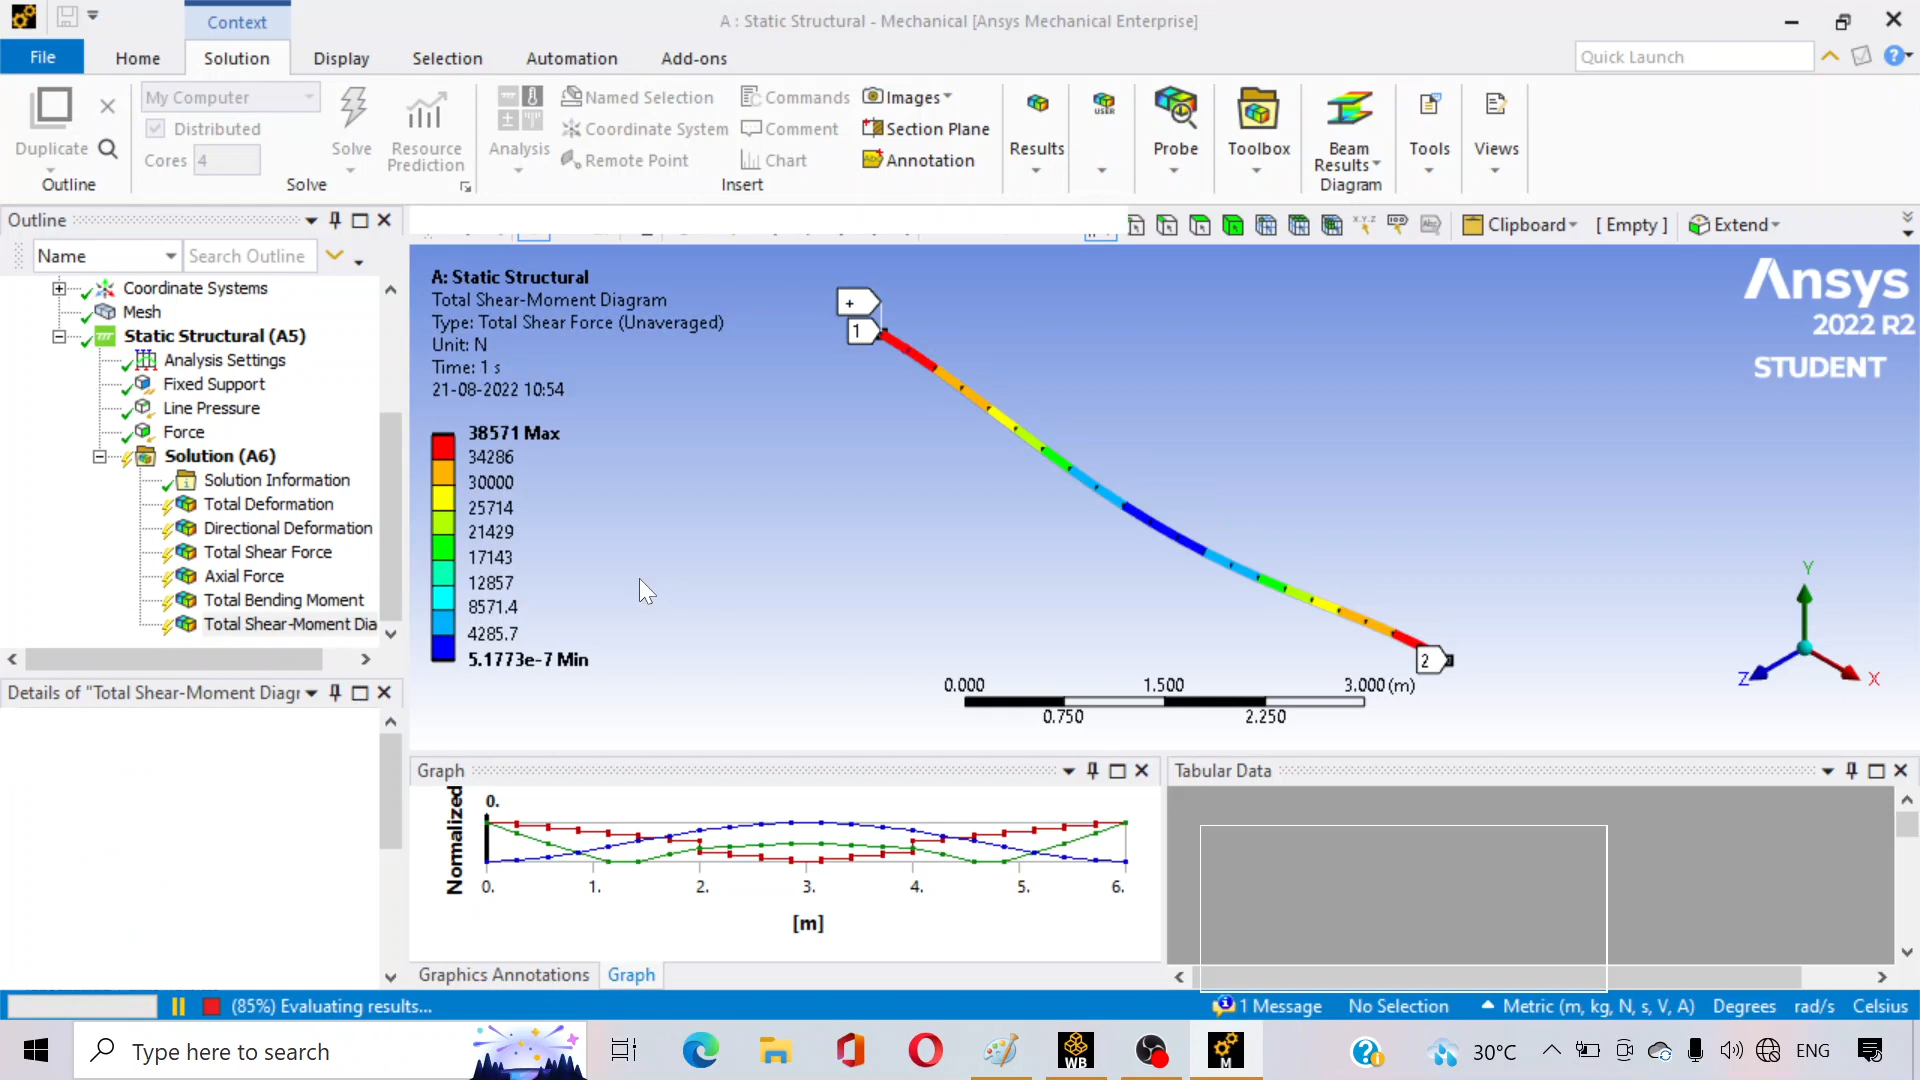 Context
A : Static Structural - Mechanical [Ansys Mechanical Enterprise]
File
Home
Solution
Display
Selection
Automation
Add-ons
Quick Launch
Duplicate
Outline
My Computer
Distributed
Cores 4
Solve
Resource
Prediction
Solve
Analysis
Named Selection
Coordinate System
Remote Point
Commands
Comment
Chart
Images
Section Plane
Annotation
Insert
Results
USER
Probe
Toolbox
Beam
Results
Diagram
Tools
Views
Outline
Name
Search Outline
Clipboard
[ Empty ]
Extend
Coordinate Systems
Mesh
Static Structural (A5)
Analysis Settings
Fixed Support
Line Pressure
Force
Solution (A6)
Solution Information
Total Deformation
Directional Deformation
Total Shear Force
Axial Force
Total Bending Moment
Total Shear-Moment Dia
Details of "Total Shear-Moment Diagr
A: Static Structural
Total Shear-Moment Diagram
Type: Total Shear Force (Unaveraged)
Unit: N
Time: 1 s
21-08-2022 10:54
38571 Max
34286
30000
25714
21429
17143
12857
8571.4
4285.7
5.1773e-7 Min
+
1
2
Ansys
2022 R2
STUDENT
0.000
1.500
3.000 (m)
0.750
2.250
Y
Z
X
Graph
Normalized
0.
0.
1.
2.
3.
4.
5.
6.
[m]
Graphics Annotations
Graph
Tabular Data
(85%) Evaluating results...
1 Message
No Selection
Metric (m, kg, N, s, V, A)
Degrees
rad/s
Celsius
Type here to search
WB
M
30°C
ENG